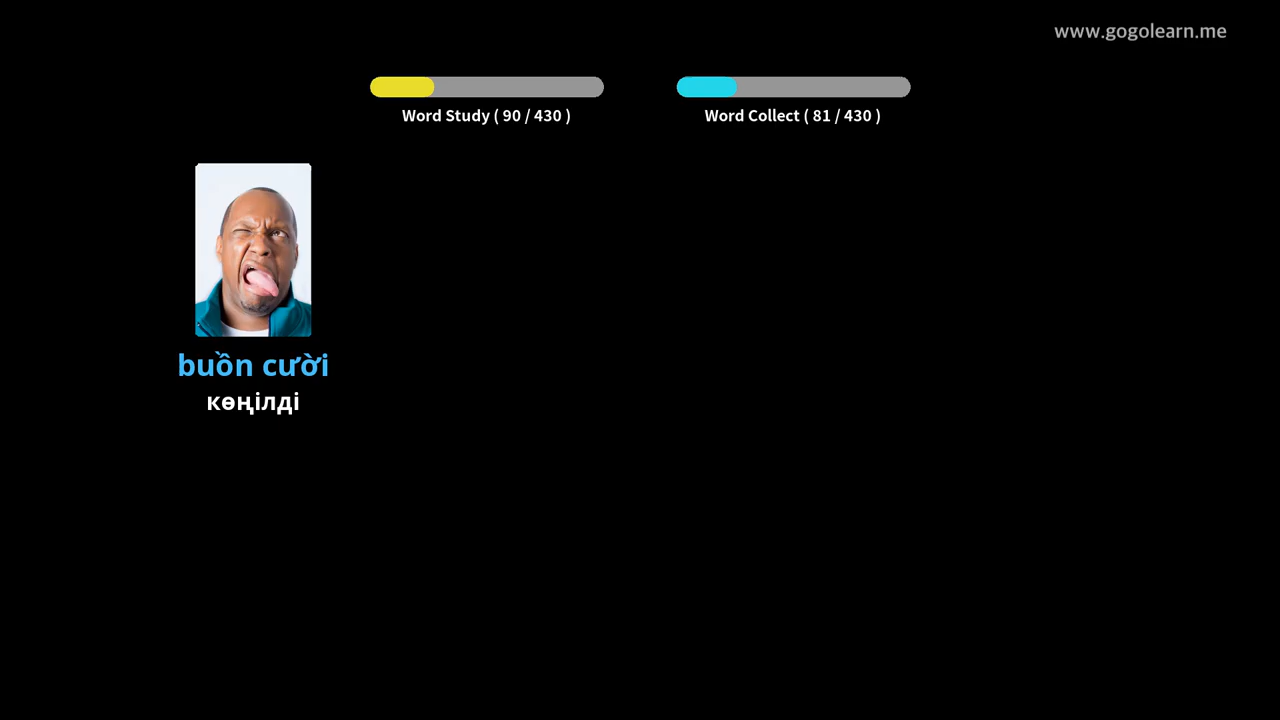 www.gogolearn.me
Word Study ( 90 / 430 )
Word Collect ( 81 / 430 )
buồn cười
көңілді